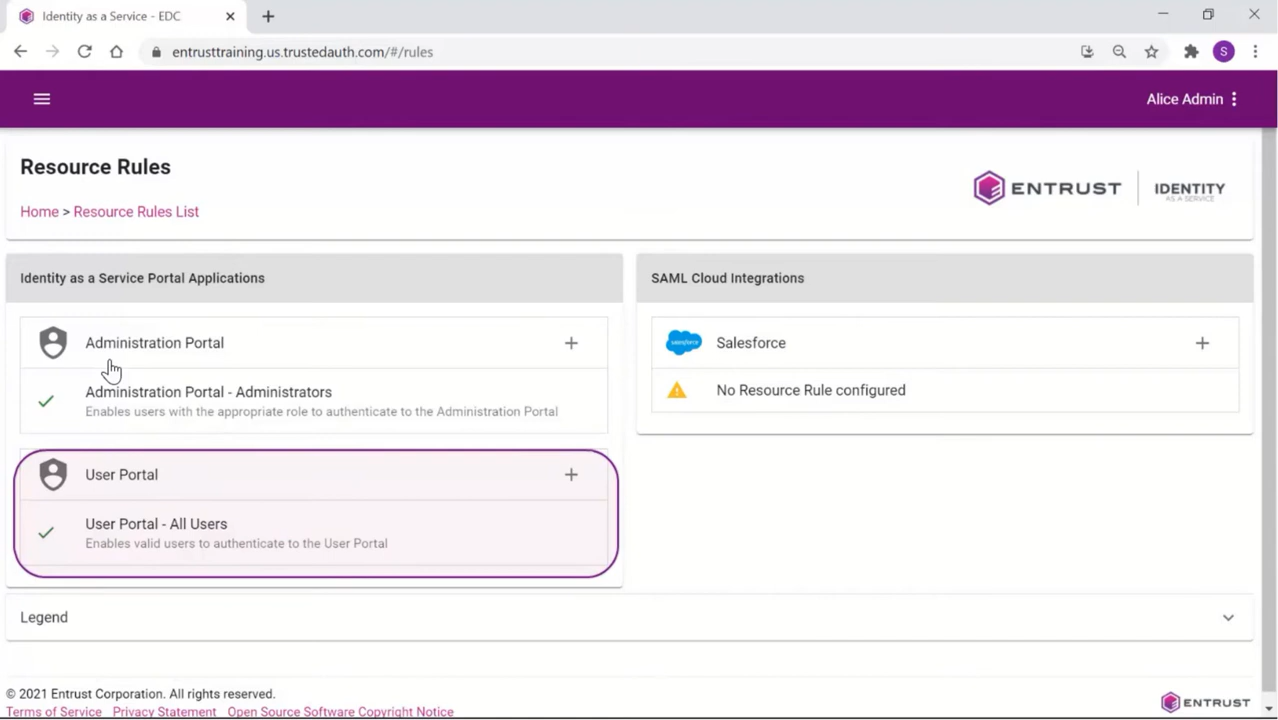 Identity as a Service - EDC
entrusttraining.us.trustedauth.com/#/rules
S
Alice Admin
Resource Rules
Home > Resource Rules List
ENTRUST
IDENTITY
AS A SERVICE
Identity as a Service Portal Applications
Administration Portal
Administration Portal - Administrators
Enables users with the appropriate role to authenticate to the Administration Portal
User Portal
User Portal - All Users
Enables valid users to authenticate to the User Portal
SAML Cloud Integrations
salesforce
Salesforce
No Resource Rule configured
Legend
© 2021 Entrust Corporation. All rights reserved.
Terms of Service Privacy Statement Open Source Software Copyright Notice
ENTRUST